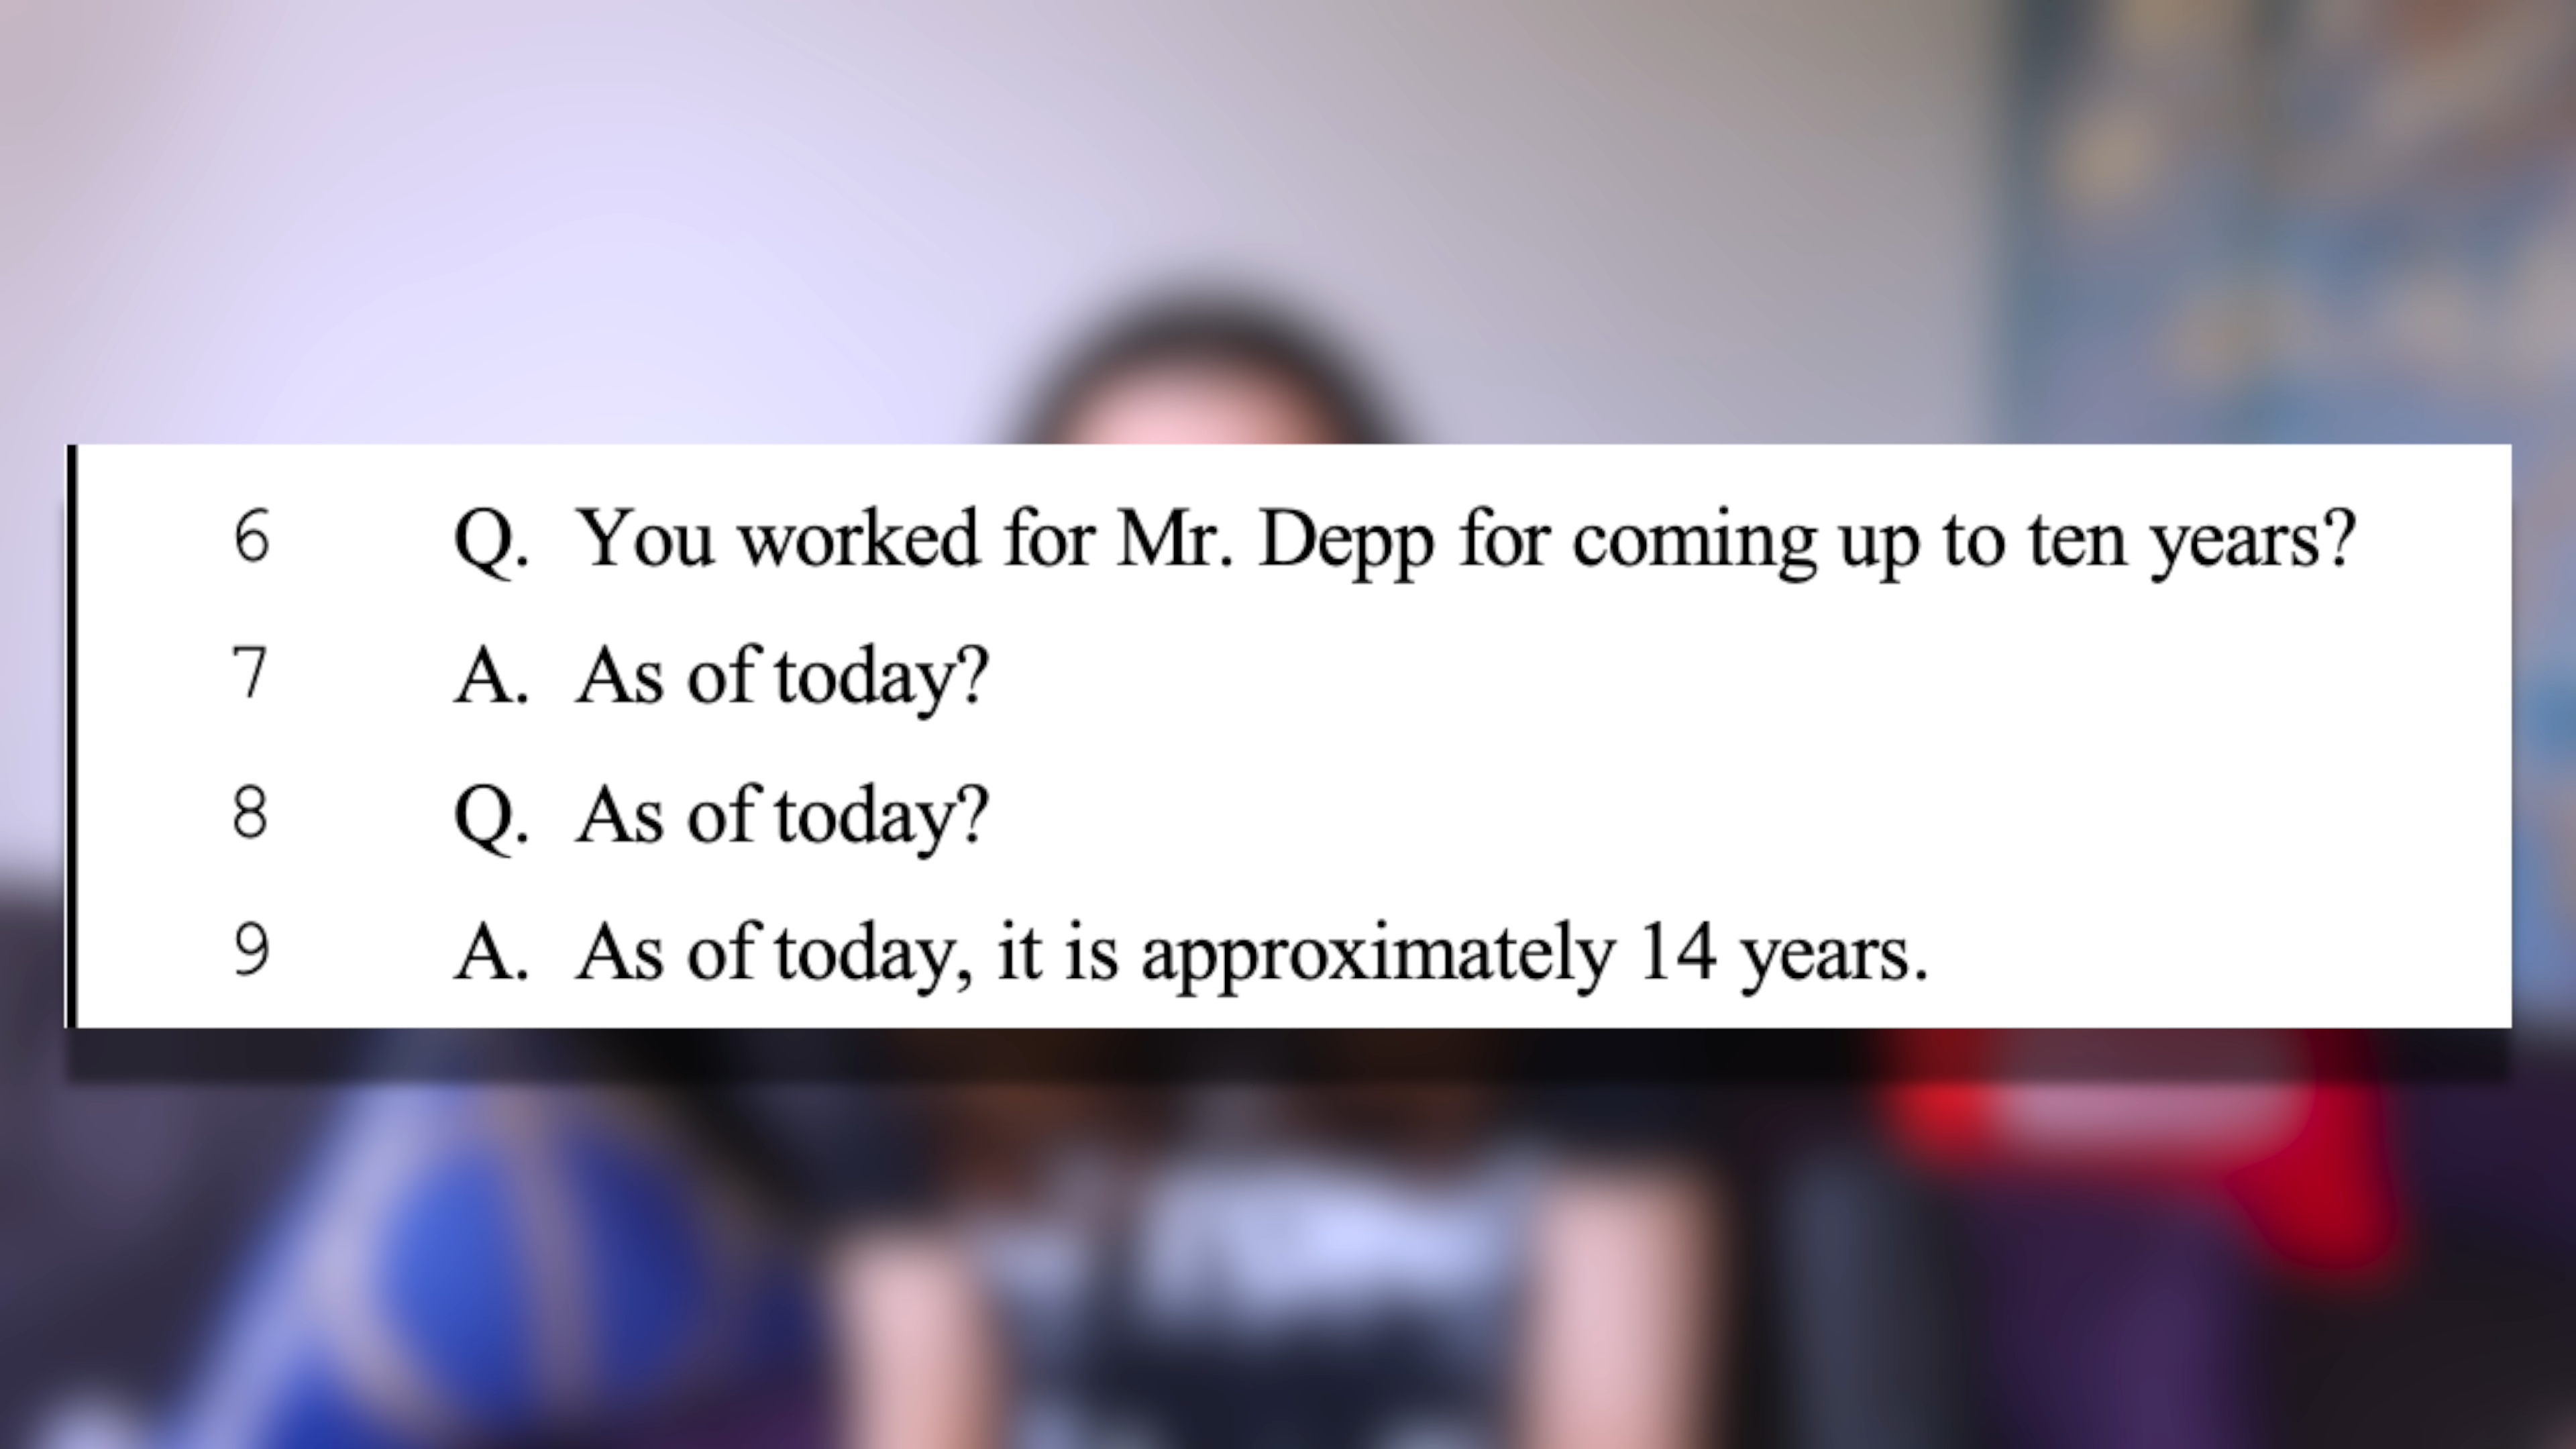 6 Q. You worked for Mr. Depp for coming up to ten years?
7 A. As of today?
8 Q. As of today?
9 A. As of today, it is approximately 14 years.